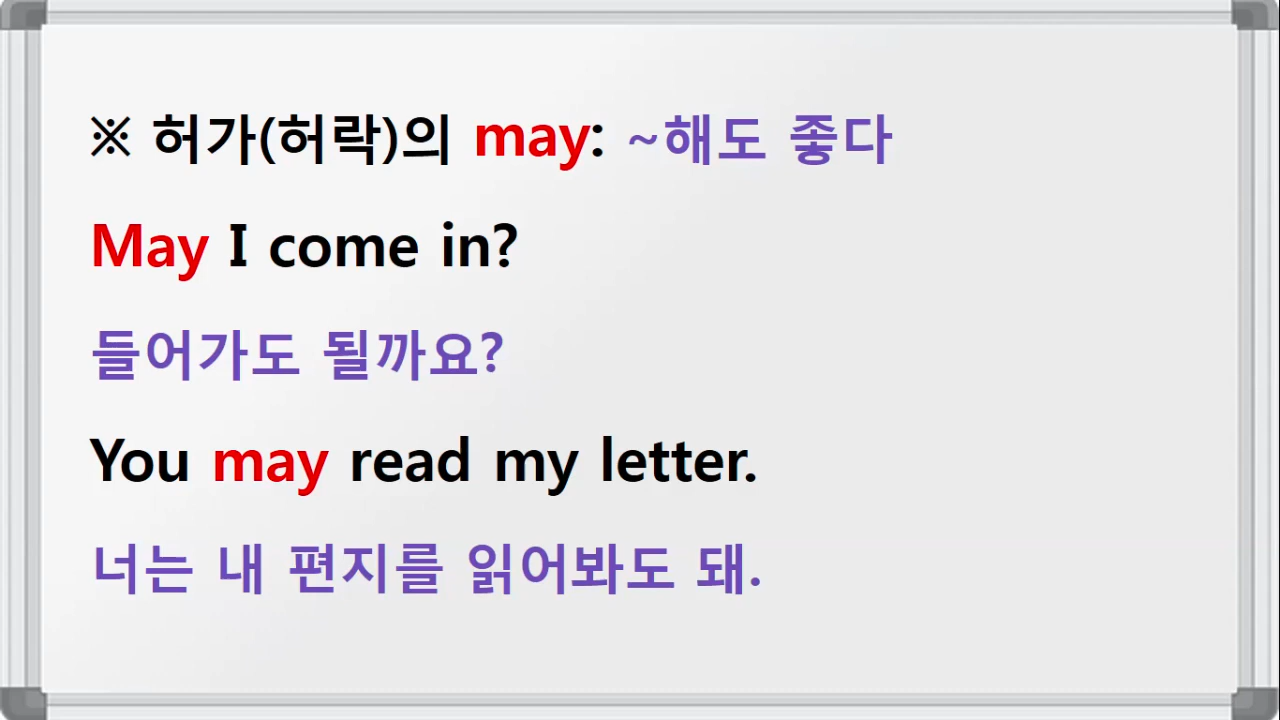 ※ 허가(허락)의 may: ~해도 좋다
May I come in?
들어가도 될까요?
You may read my letter.
너는 내 편지를 읽어봐도 돼.